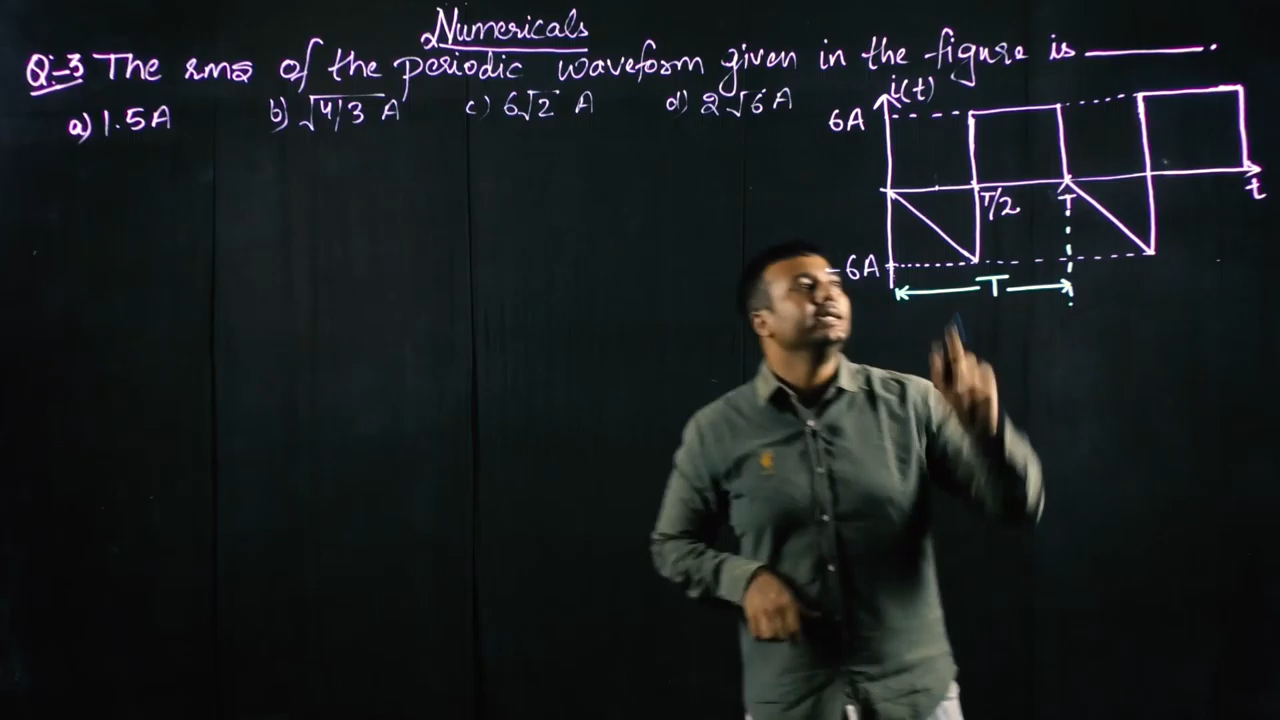 Numericals
Q:-3 The rms of the periodic waveform given in the figure is ______.
a) 1.5A b) √4/3 A c) 6√2 A d) 2√6 A
i(t)
6A
T/2 T t
-6A
T